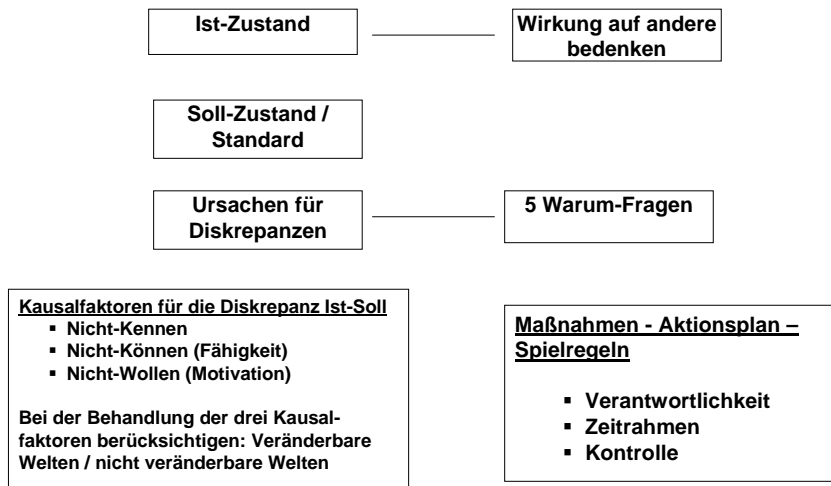 Ist-Zustand
Wirkung auf andere
bedenken
Soll-Zustand /
Standard
Ursachen für
Diskrepanzen
5 Warum-Fragen
Kausalfaktoren für die Diskrepanz Ist-Soll
▪ Nicht-Kennen
▪ Nicht-Können (Fähigkeit)
▪ Nicht-Wollen (Motivation)
Bei der Behandlung der drei Kausal-
faktoren berücksichtigen: Veränderbare
Welten / nicht veränderbare Welten
Maßnahmen - Aktionsplan –
Spielregeln
▪ Verantwortlichkeit
▪ Zeitrahmen
▪ Kontrolle